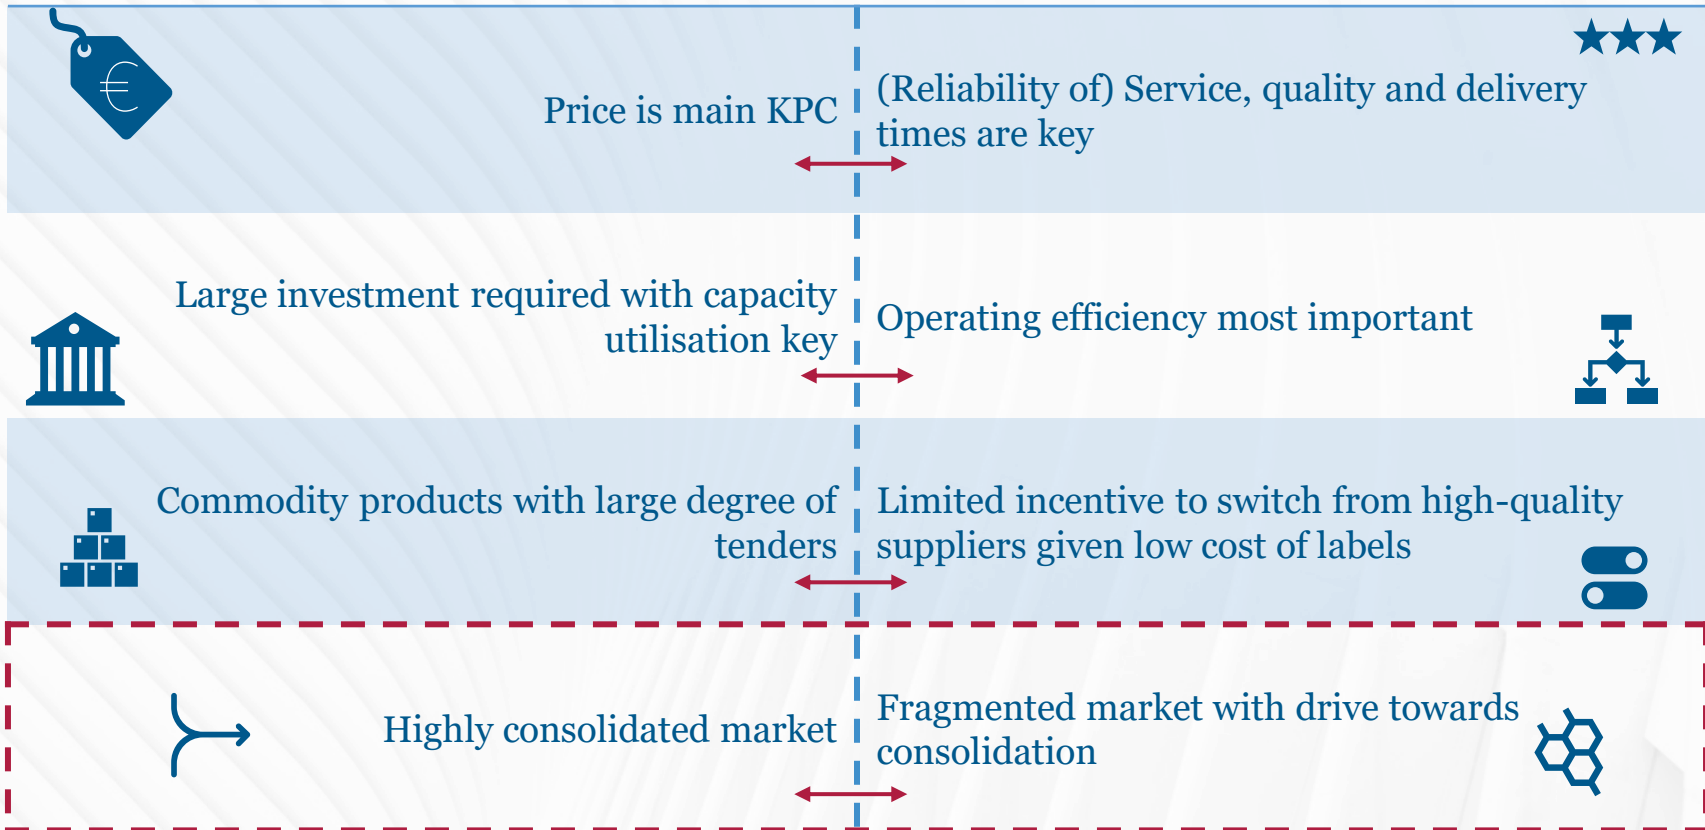 €
Price is main KPC
(Reliability of) Service, quality and delivery
times are key
Large investment required with capacity
utilisation key
Operating efficiency most important
Commodity products with large degree of
tenders
Limited incentive to switch from high-quality
suppliers given low cost of labels
Highly consolidated market
Fragmented market with drive towards
consolidation